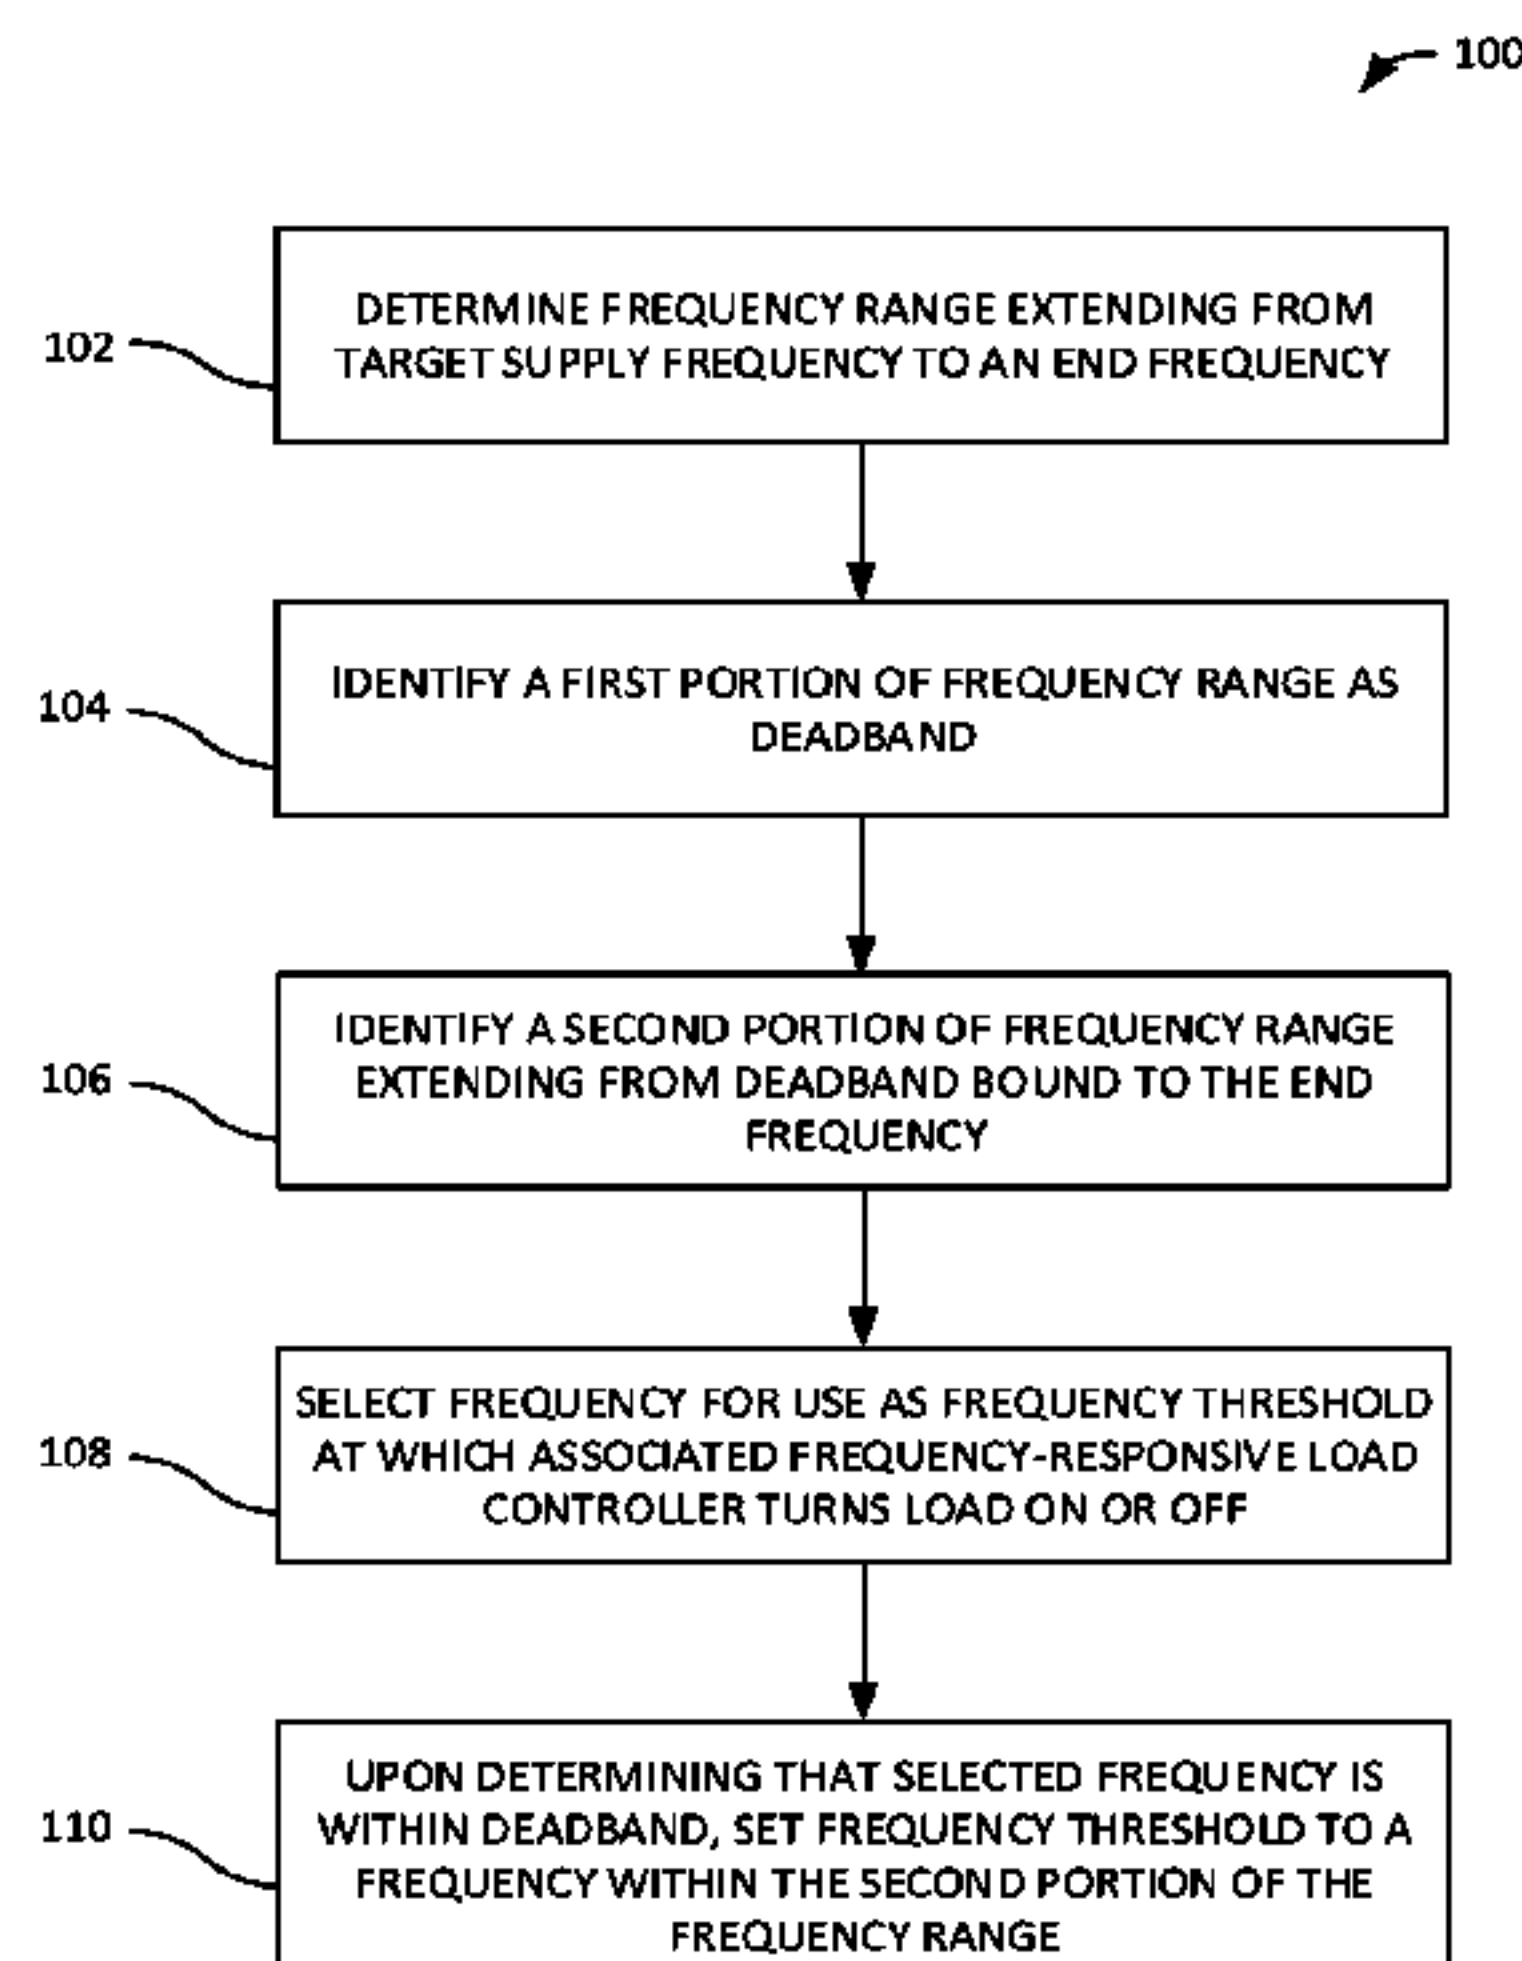 100
102
DETERMINE FREQUENCY RANGE EXTENDING FROM
TARGET SUPPLY FREQUENCY TO AN END FREQUENCY
104
IDENTIFY A FIRST PORTION OF FREQUENCY RANGE AS
DEADBAND
106
IDENTIFY A SECOND PORTION OF FREQUENCY RANGE
EXTENDING FROM DEADBAND BOUND TO THE END
FREQUENCY
108
SELECT FREQUENCY FOR USE AS FREQUENCY THRESHOLD
AT WHICH ASSOCIATED FREQUENCY-RESPONSIVE LOAD
CONTROLLER TURNS LOAD ON OR OFF
110
UPON DETERMINING THAT SELECTED FREQUENCY IS
WITHIN DEADBAND, SET FREQUENCY THRESHOLD TO A
FREQUENCY WITHIN THE SECOND PORTION OF THE
FREQUENCY RANGE